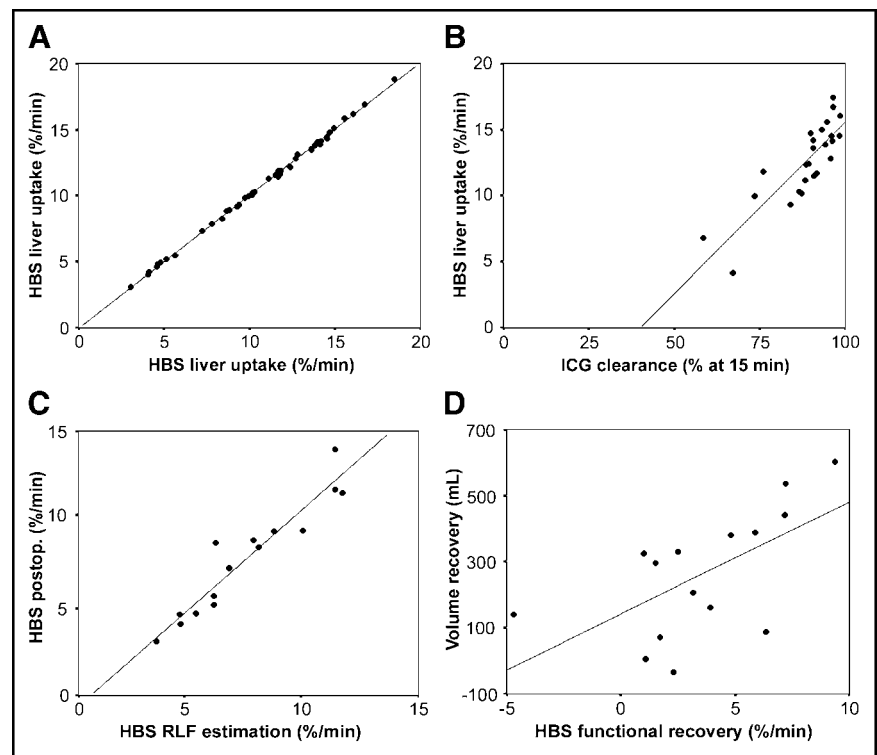 A
20
15
10
5
0
HBS liver uptake (%/min)
0 5 10 15 20
HBS liver uptake (%/min)
B
20
15
10
5
0
HBS liver uptake (%/min)
0 25 50 75 100
ICG clearance (% at 15 min)
C
15
10
5
0
HBS postop. (%/min)
0 5 10 15
HBS RLF estimation (%/min)
D
700
500
300
100
-100
Volume recovery (mL)
-5 0 5 10
HBS functional recovery (%/min)